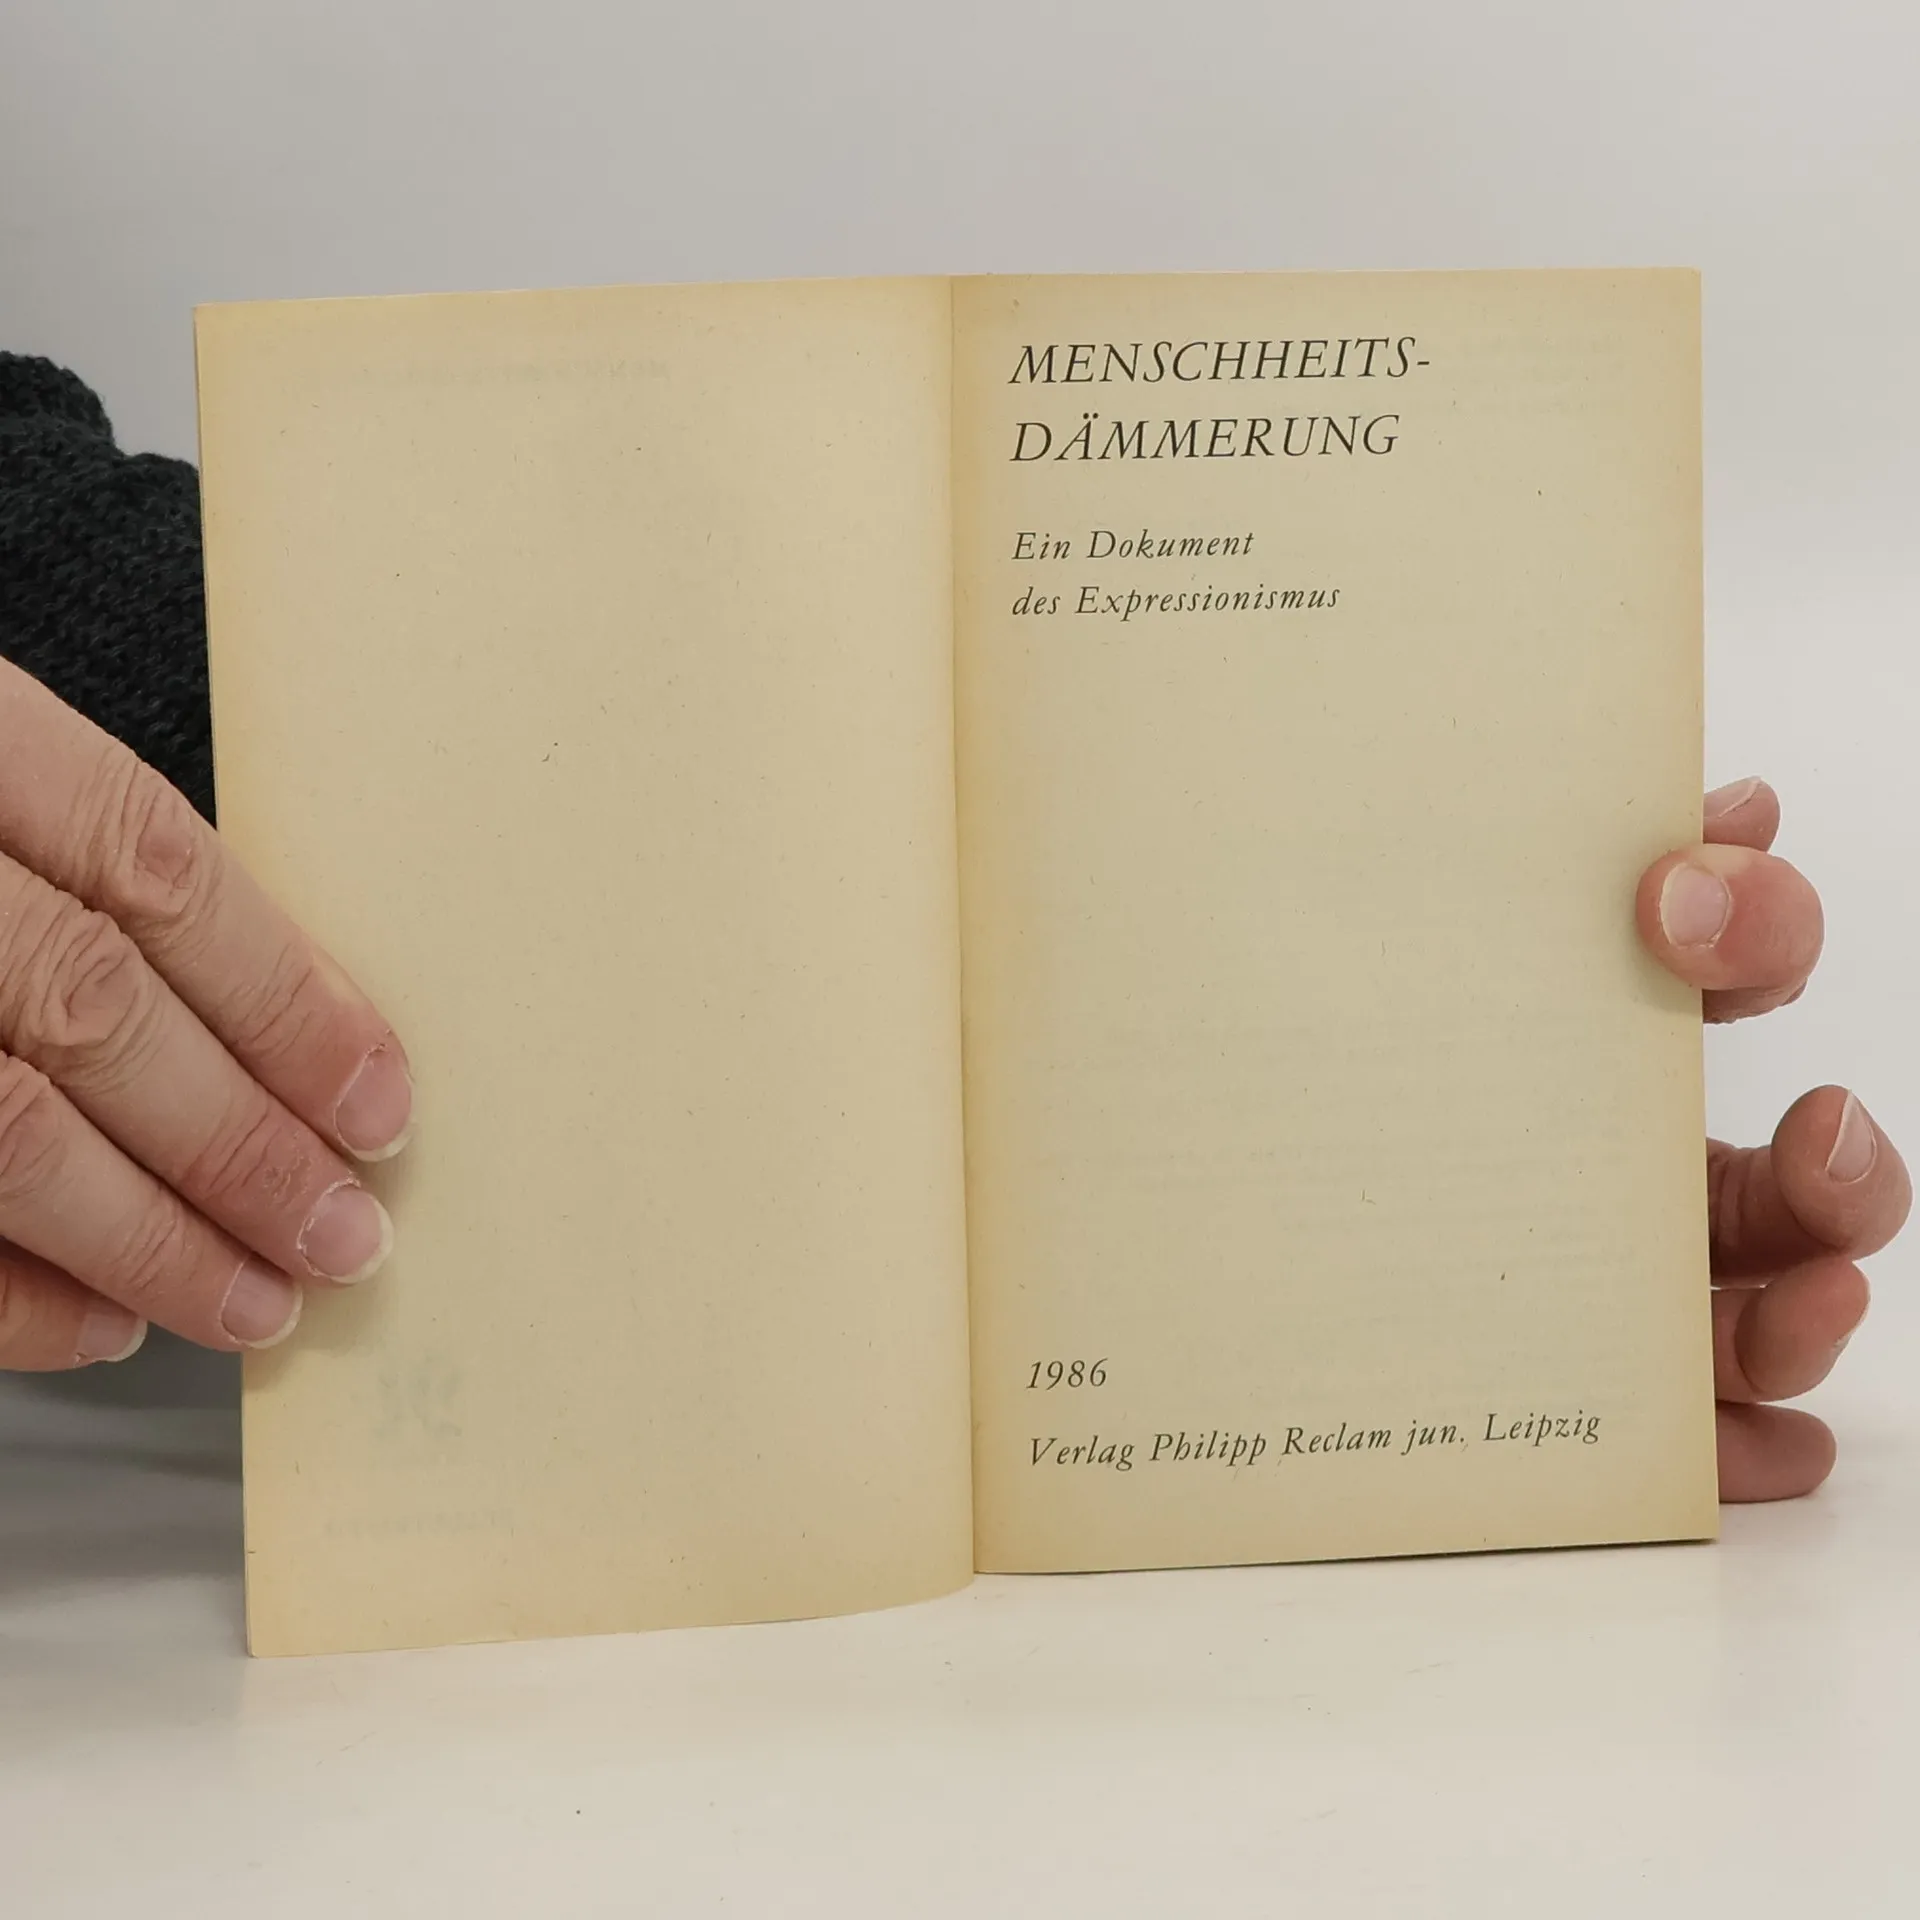 MENSCHHEITS-
DÄMMERUNG
Ein Dokument
des Expressionismus
1986
Verlag Philipp Reclam jun. Leipzig